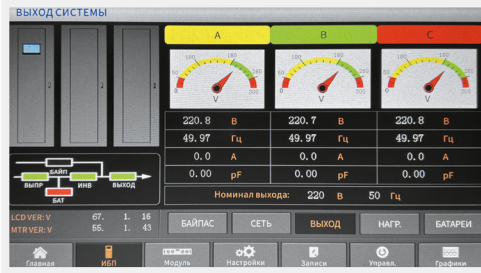 ВЫХОД СИСТЕМЫ
A B C
V V V
220.8 В 220.7 В 220.8 В
49.97 Гц 49.97 Гц 49.97 Гц
0.0 А 0.0 А 0.0 А
0.00 pF 0.00 pF 0.00 pF
БАЙП
ВЫПР ИНВ ВЫХОД
БАТ
Номинал выхода: 220 В 50 Гц
LCD VER: V 67. 1. 16
MTR VER: V 55. 1. 43
БАЙПАС СЕТЬ ВЫХОД НАГР. БАТАРЕИ
Главная ИБП Модуль Настройки Записи Управл. Графики